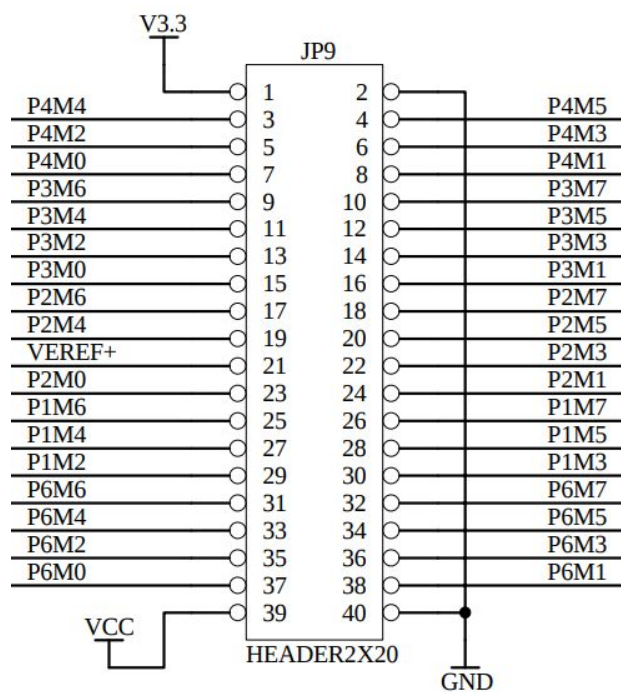 V3.3
JP9
1 2
P4M4 3 4 P4M5
P4M2 5 6 P4M3
P4M0 7 8 P4M1
P3M6 9 10 P3M7
P3M4 11 12 P3M5
P3M2 13 14 P3M3
P3M0 15 16 P3M1
P2M6 17 18 P2M7
P2M4 19 20 P2M5
VEREF+ 21 22 P2M3
P2M0 23 24 P2M1
P1M6 25 26 P1M7
P1M4 27 28 P1M5
P1M2 29 30 P1M3
P6M6 31 32 P6M7
P6M4 33 34 P6M5
P6M2 35 36 P6M3
P6M0 37 38 P6M1
39 40
VCC
HEADER2X20
GND